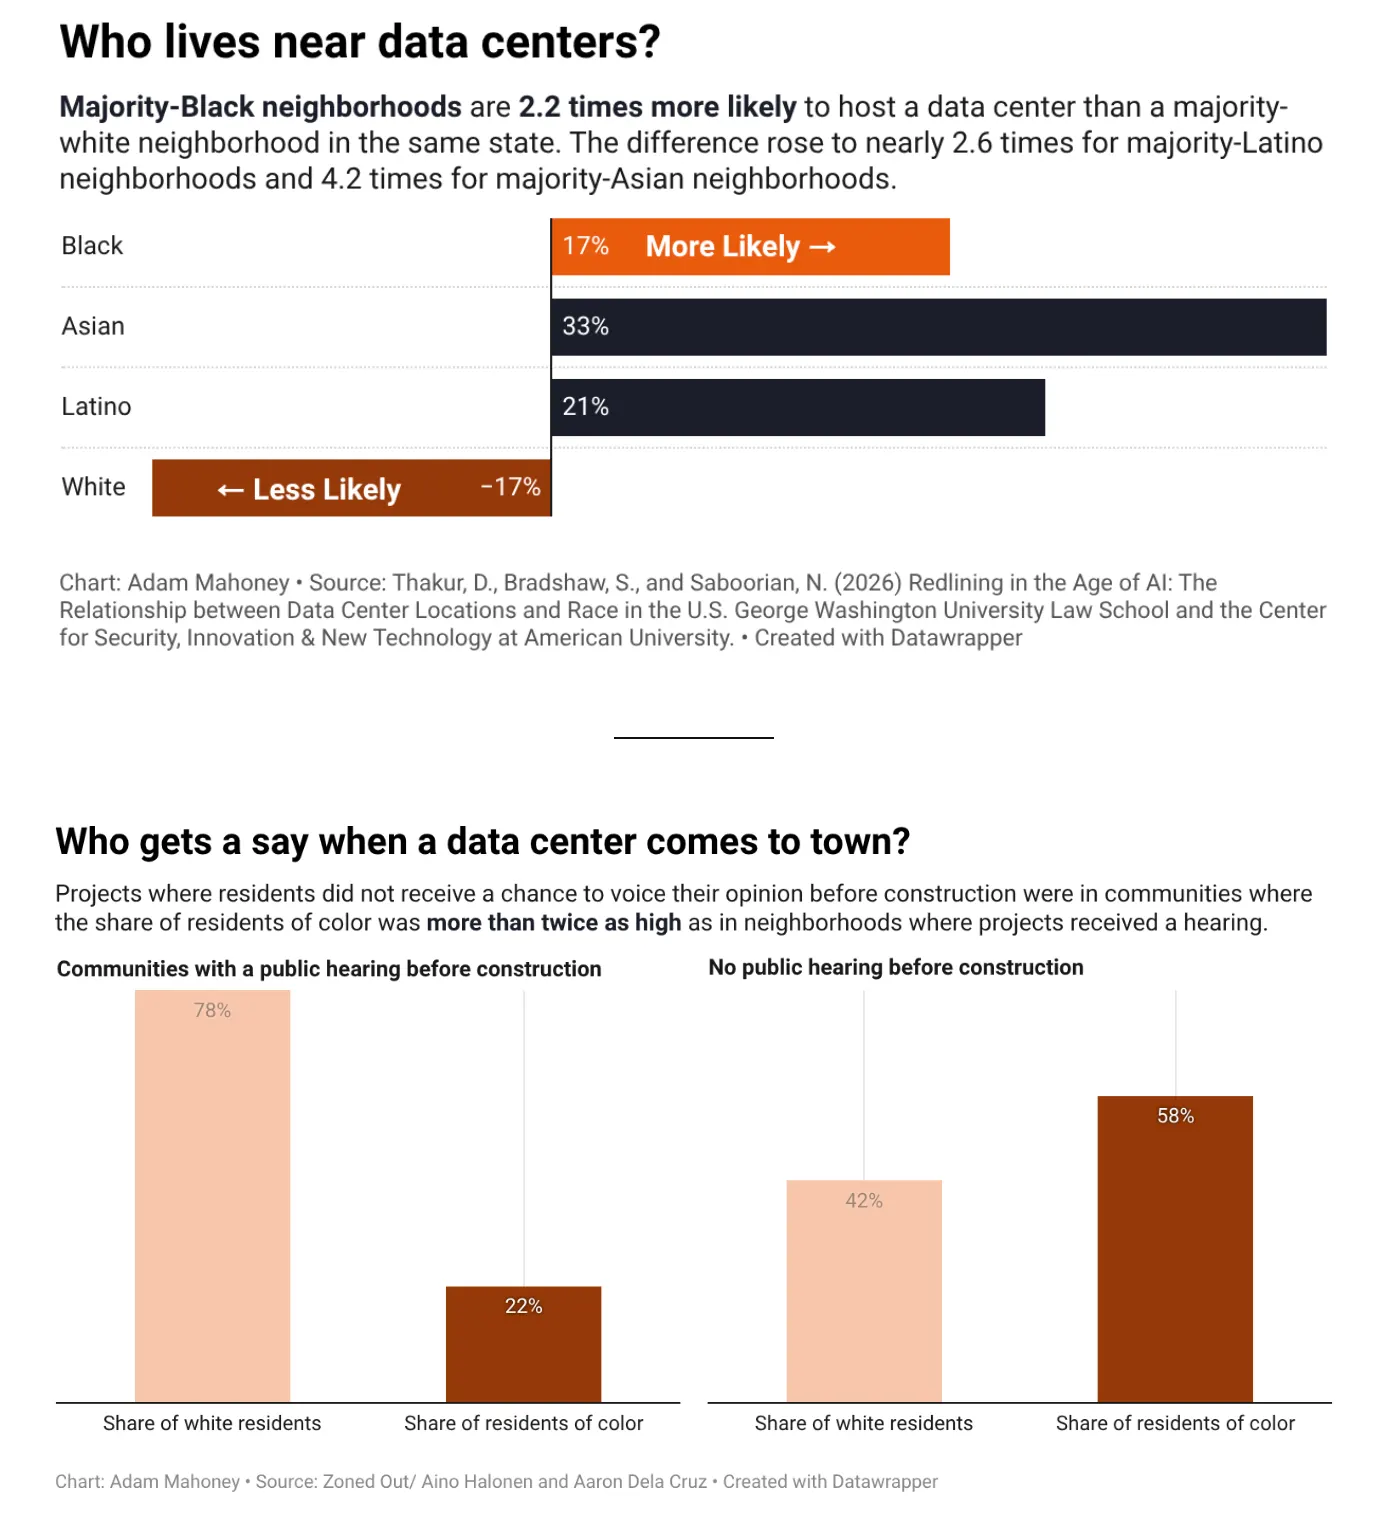 Who lives near data centers?
Majority-Black neighborhoods are 2.2 times more likely to host a data center than a majority-
white neighborhood in the same state. The difference rose to nearly 2.6 times for majority-Latino
neighborhoods and 4.2 times for majority-Asian neighborhoods.
Black 17% More Likely →
Asian 33%
Latino 21%
White ← Less Likely −17%
Chart: Adam Mahoney • Source: Thakur, D., Bradshaw, S., and Saboorian, N. (2026) Redlining in the Age of AI: The
Relationship between Data Center Locations and Race in the U.S. George Washington University Law School and the Center
for Security, Innovation & New Technology at American University. • Created with Datawrapper
Who gets a say when a data center comes to town?
Projects where residents did not receive a chance to voice their opinion before construction were in communities where
the share of residents of color was more than twice as high as in neighborhoods where projects received a hearing.
Communities with a public hearing before construction
78%
22%
Share of white residents Share of residents of color
No public hearing before construction
42%
58%
Share of white residents Share of residents of color
Chart: Adam Mahoney • Source: Zoned Out/ Aino Halonen and Aaron Dela Cruz • Created with Datawrapper